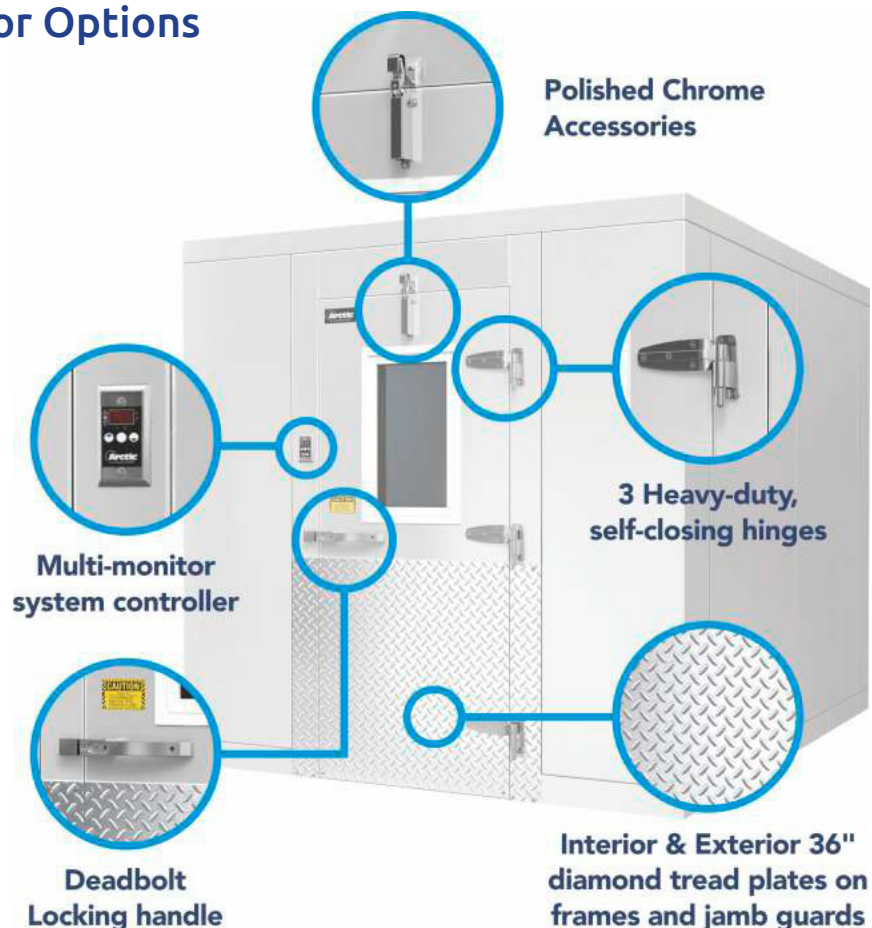 or Options
Polished Chrome
Accessories
Arctic
3 Heavy-duty,
self-closing hinges
Arctic
Multi-monitor
system controller
CAUTION
Deadbolt
Locking handle
Interior & Exterior 36"
diamond tread plates on
frames and jamb guards